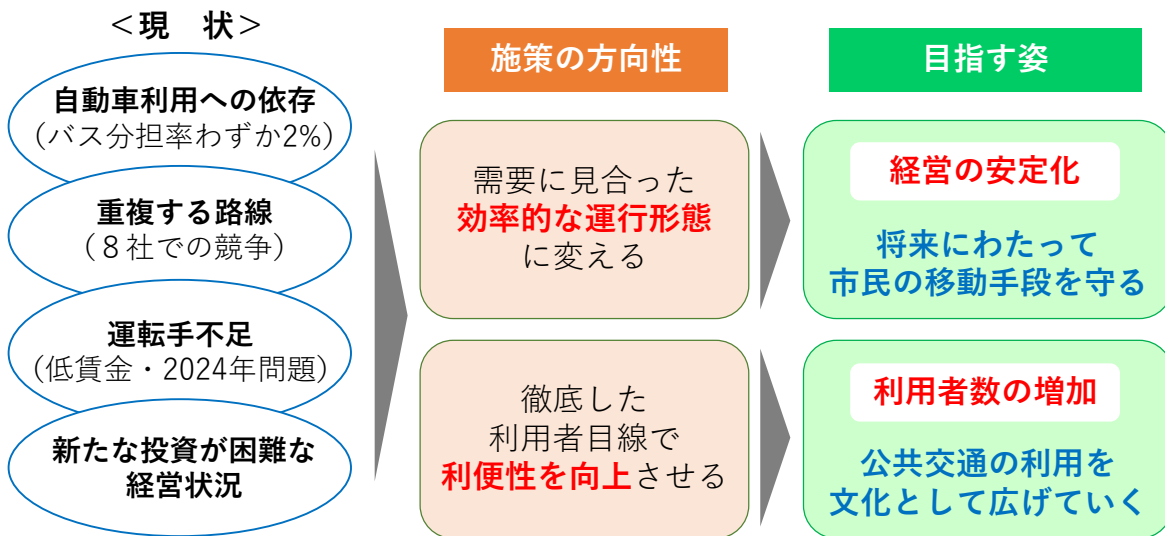 ＜現　状＞
自動車利用への依存
（バス分担率わずか2%）
重複する路線
（８社での競争）
運転手不足
（低賃金・2024年問題）
新たな投資が困難な
経営状況
施策の方向性
需要に見合った
効率的な運行形態
に変える
徹底した
利用者目線で
利便性を向上させる
目指す姿
経営の安定化
将来にわたって
市民の移動手段を守る
利用者数の増加
公共交通の利用を
文化として広げていく